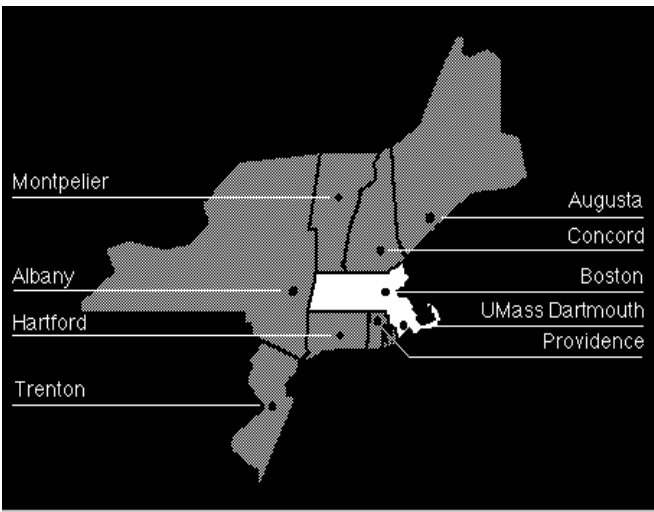 Montpelier
Augusta
Concord
Albany
Boston
UMass Dartmouth
Hartford
Providence
Trenton